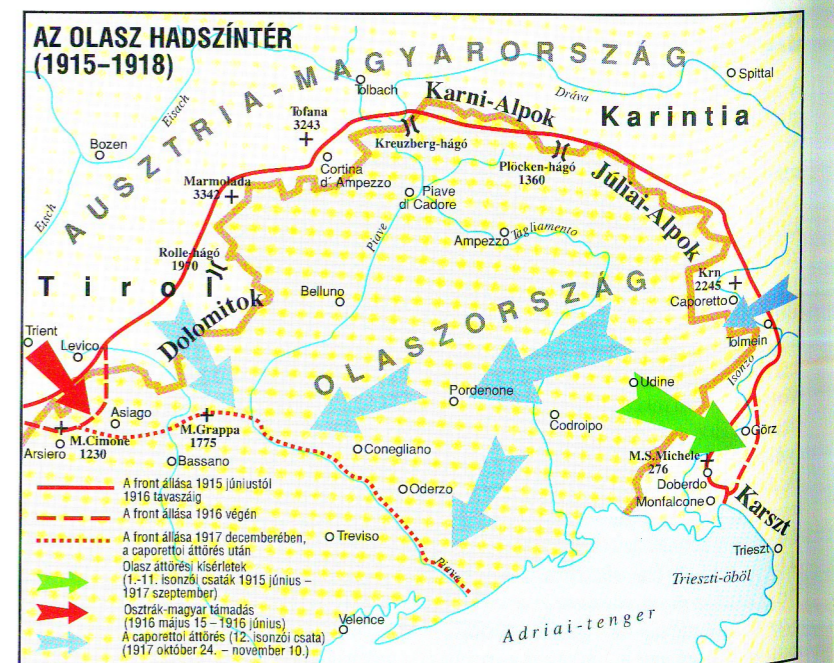 AZ OLASZ HADSZÍNTÉR
(1915–1918)
AUSZTRIA-MAGYARORSZÁG
Spittal
Tolbach
Dráva
Karni-Alpok
Karintia
Eisach
Tofana
3243
Bozen
Kreuzberg-hágó
Cortina
d' Ampezzo
Plöcken-hágó
1360
Marmolada
3342
Piave
di Cadore
Júliai-Alpok
Etsch
Ampezzo
Tagliamento
Piave
Rolle-hágó
1970
Krn
2245
Tirol
Belluno
Caporetto
Dolomitok
OLASZORSZÁG
Trient
Levico
Tolmein
Isonzo
Udine
Pordenone
Asiago
M.Grappa
1775
Codroipo
Görz
M.Cimone
1230
Arsiero
Conegliano
Bassano
M.S.Michele
276
Doberdo
Oderzo
Monfalcone
Karszt
A front állása 1915 júniustól
1916 tavaszáig
A front állása 1916 végén
A front állása 1917 decemberében,
a caporettoi áttörés után
Treviso
Piave
Trieszt
Olasz áttörési kísérletek
(1.-11. isonzói csaták 1915 június –
1917 szeptember)
Trieszti-öböl
Osztrák-magyar támadás
(1916 május 15 – 1916 június)
Velence
Adriai-tenger
A caporettoi áttörés (12. isonzói csata)
(1917 október 24. – november 10.)